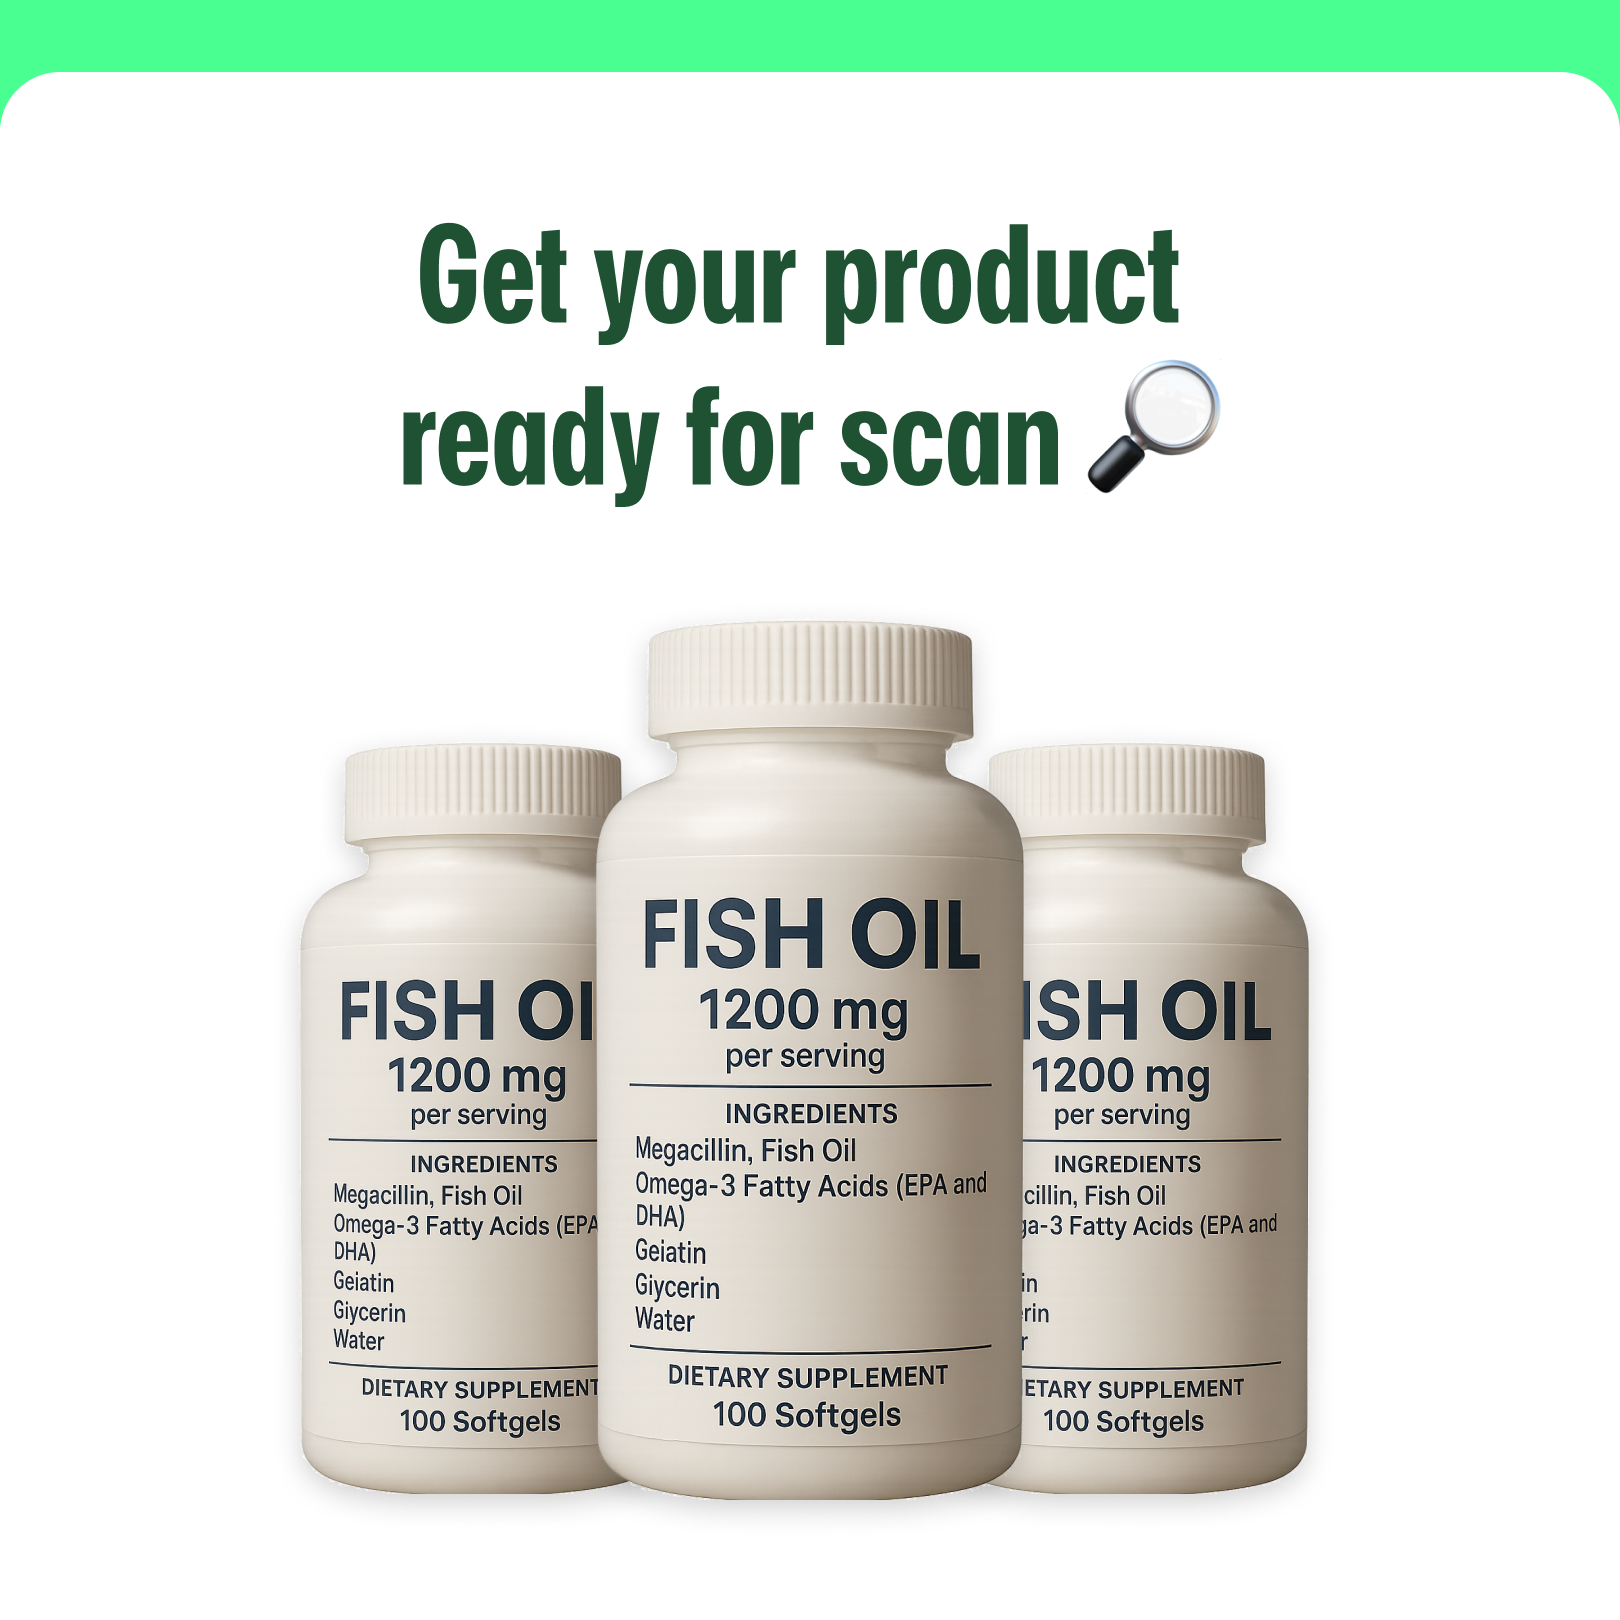 Get your product
ready for scan
FISH OIL
1200 mg
per serving
INGREDIENTS
Megacillin, Fish Oil
Omega-3 Fatty Acids (EPA and
DHA)
Geiatin
Giycerin
Water
DIETARY SUPPLEMENT
100 Softgels
FISH OI
1200 mg
per serving
INGREDIENTS
Megacillin, Fish Oil
Omega-3 Fatty Acids (EPA
DHA)
Geiatin
Giycerin
Water
DIETARY SUPPLEMENT
100 Softgels
ISH OIL
1200 mg
per serving
INGREDIENTS
cillin, Fish Oil
ga-3 Fatty Acids (EPA and
in
erin
r
ETARY SUPPLEMENT
100 Softgels